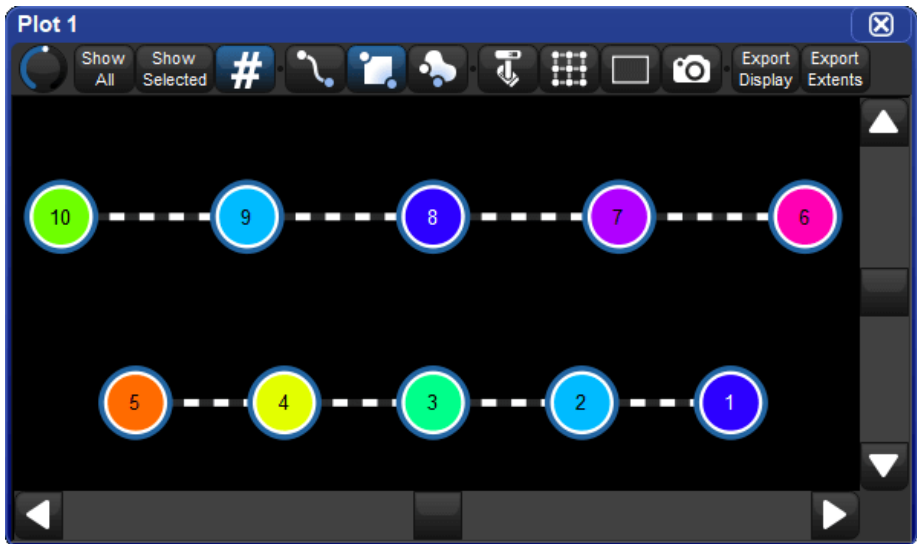 Plot 1
Show All
Show Selected
#
Export Display
Export Extents
10 9 8 7 6
5 4 3 2 1